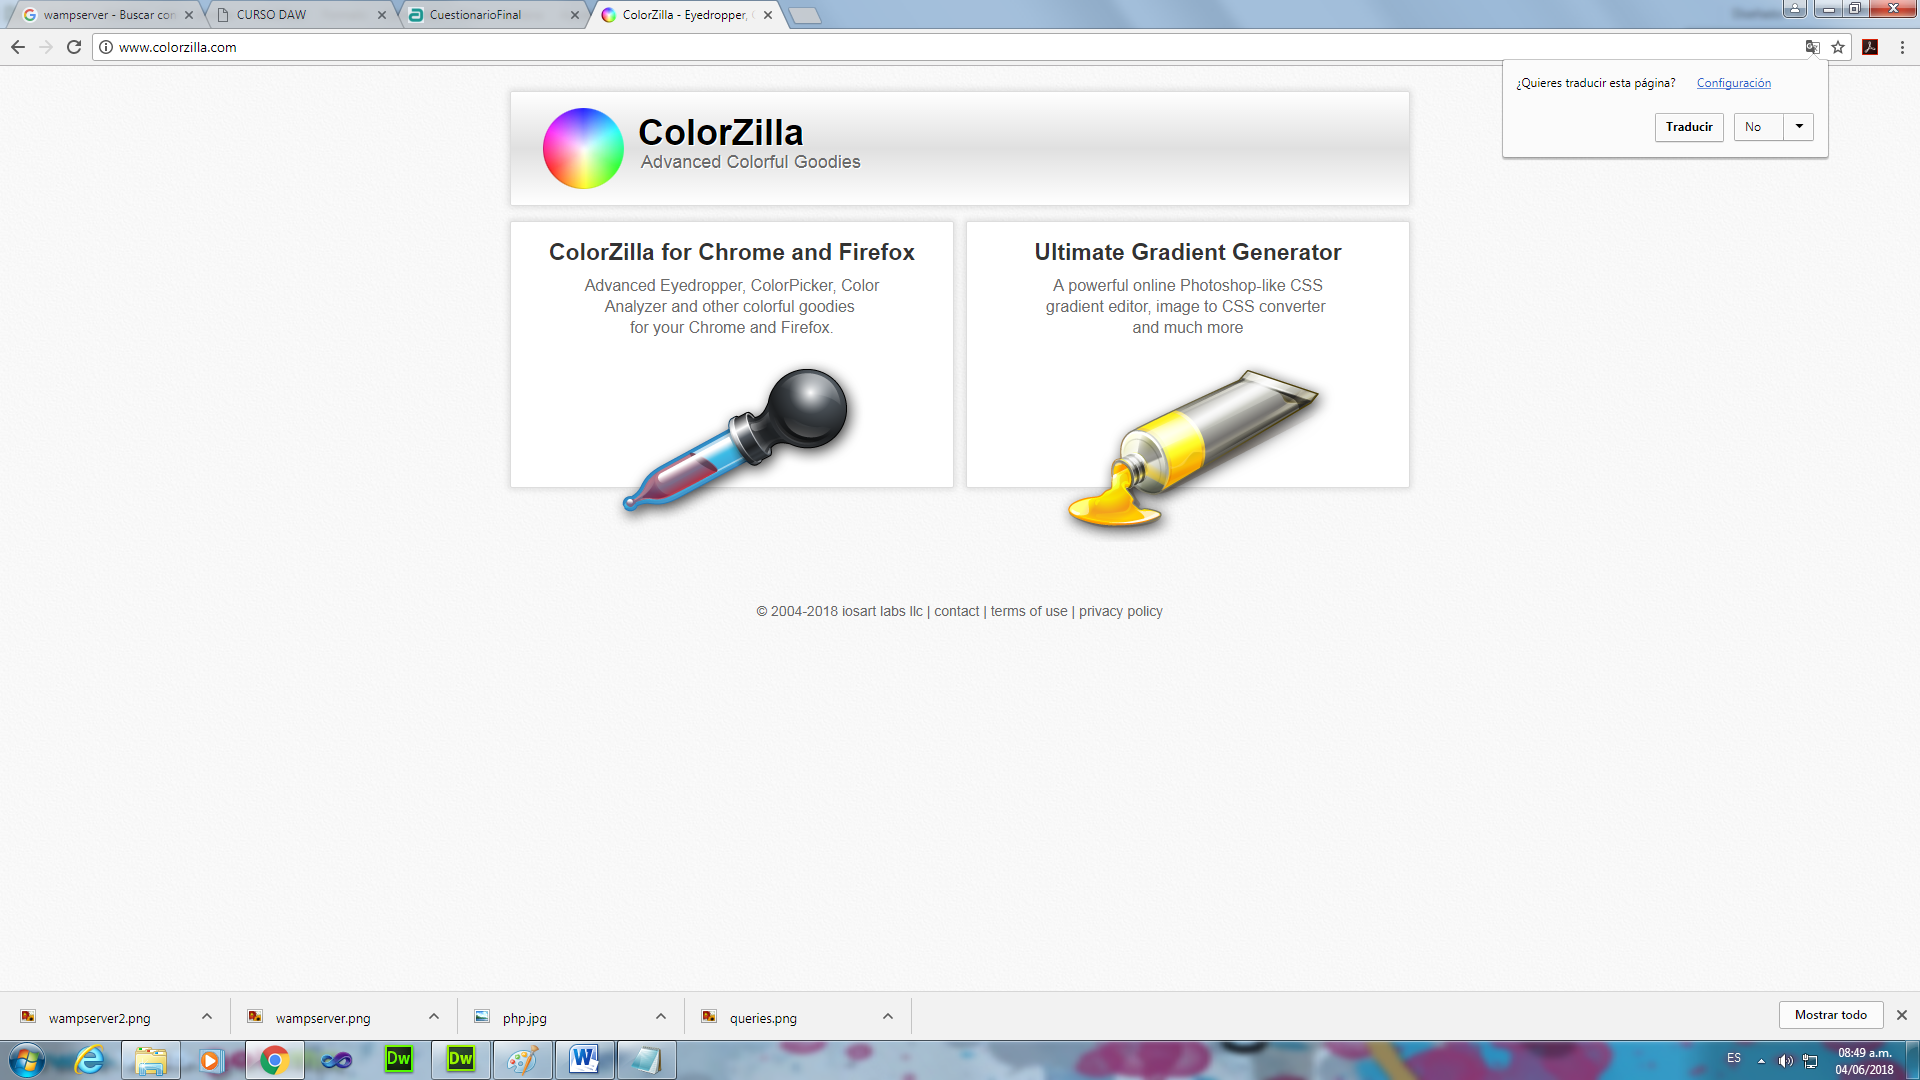 wampserver - Buscar con
CURSO DAW
CuestionarioFinal
ColorZilla - Eyedropper,
www.colorzilla.com
¿Quieres traducir esta página? Configuración
Traducir No
ColorZilla
Advanced Colorful Goodies
ColorZilla for Chrome and Firefox
Advanced Eyedropper, ColorPicker, Color
Analyzer and other colorful goodies
for your Chrome and Firefox.
Ultimate Gradient Generator
A powerful online Photoshop-like CSS
gradient editor, image to CSS converter
and much more
© 2004-2018 iosart labs llc | contact | terms of use | privacy policy
wampserver2.png
wampserver.png
php.jpg
queries.png
Mostrar todo
Dw
Dw
W
ES
08:49 a.m.
04/06/2018